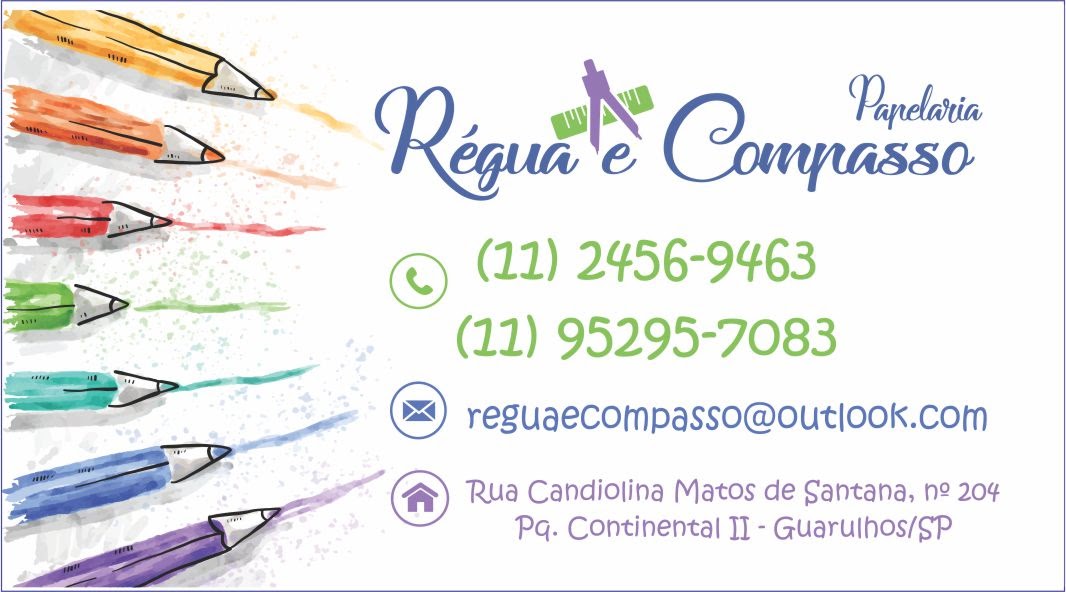 Papelaria
Régua e Compasso
(11) 2456-9463
(11) 95295-7083
reguaecompasso@outlook.com
Rua Candiolina Matos de Santana, nº 204
Pq. Continental II - Guarulhos/SP